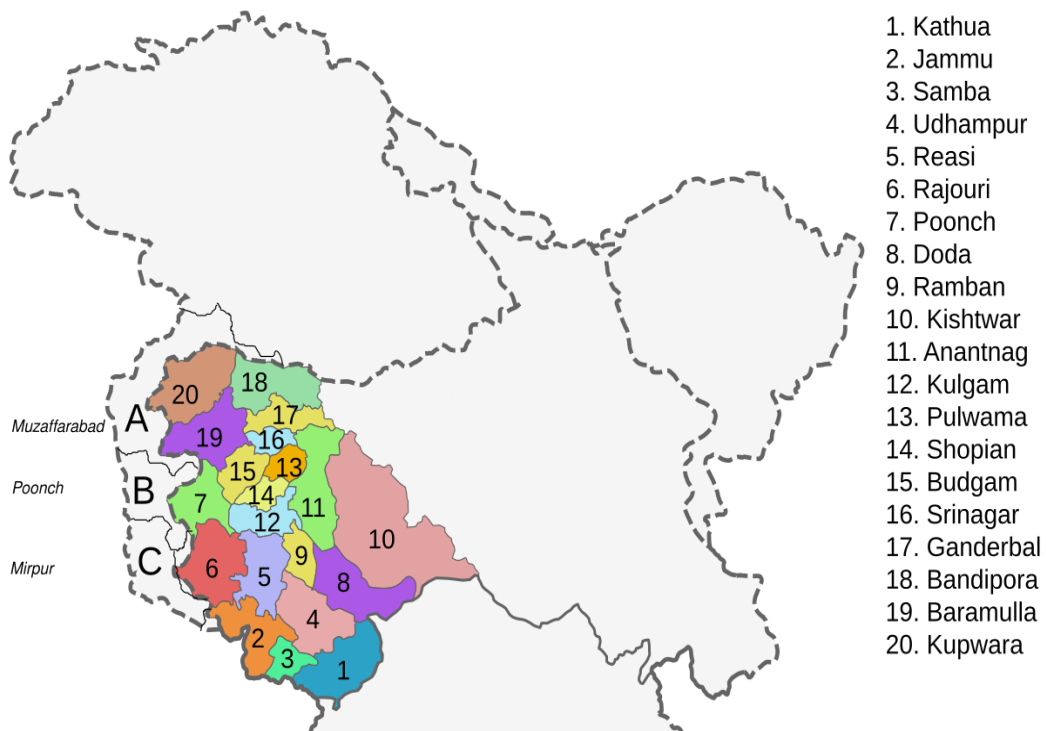 1. Kathua
2. Jammu
3. Samba
4. Udhampur
5. Reasi
6. Rajouri
7. Poonch
8. Doda
9. Ramban
10. Kishtwar
11. Anantnag
12. Kulgam
13. Pulwama
14. Shopian
15. Budgam
16. Srinagar
17. Ganderbal
18. Bandipora
19. Baramulla
20. Kupwara
20
18
Muzaffarabad
A
17
19
16
15
13
Poonch
B
14
7
11
12
10
Mirpur
C
6
5
9
8
4
2
3
1